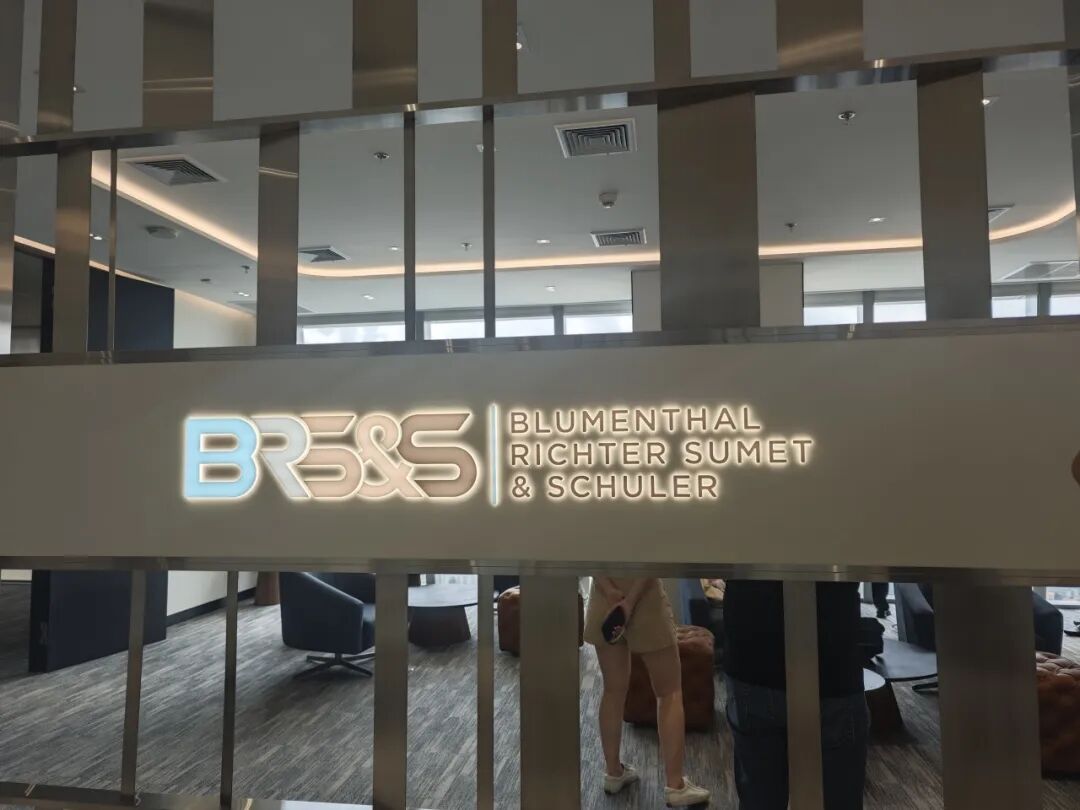 BRS&S
BLUMENTHAL
RICHTER SUMET
& SCHULER